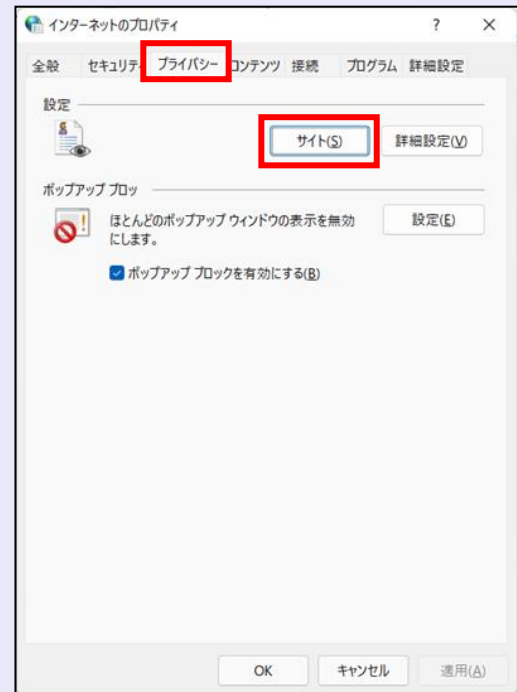 インターネットのプロパティ ? ×
全般 セキュリティ プライバシー コンテンツ 接続 プログラム 詳細設定
設定
サイト(S) 詳細設定(V)
ポップアップ ブロッ
ほとんどのポップアップ ウィンドウの表示を無効 設定(E)
にします。
ポップアップ ブロックを有効にする(B)
OK キャンセル 適用(A)